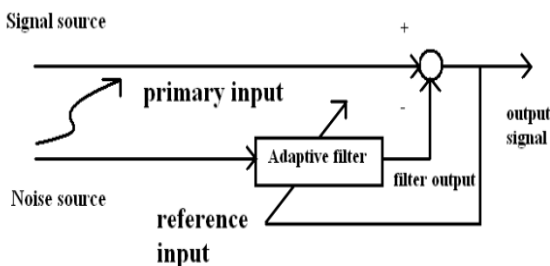 Signal source
+
primary input
-
output
signal
Adaptive filter
filter output
Noise source
reference
input